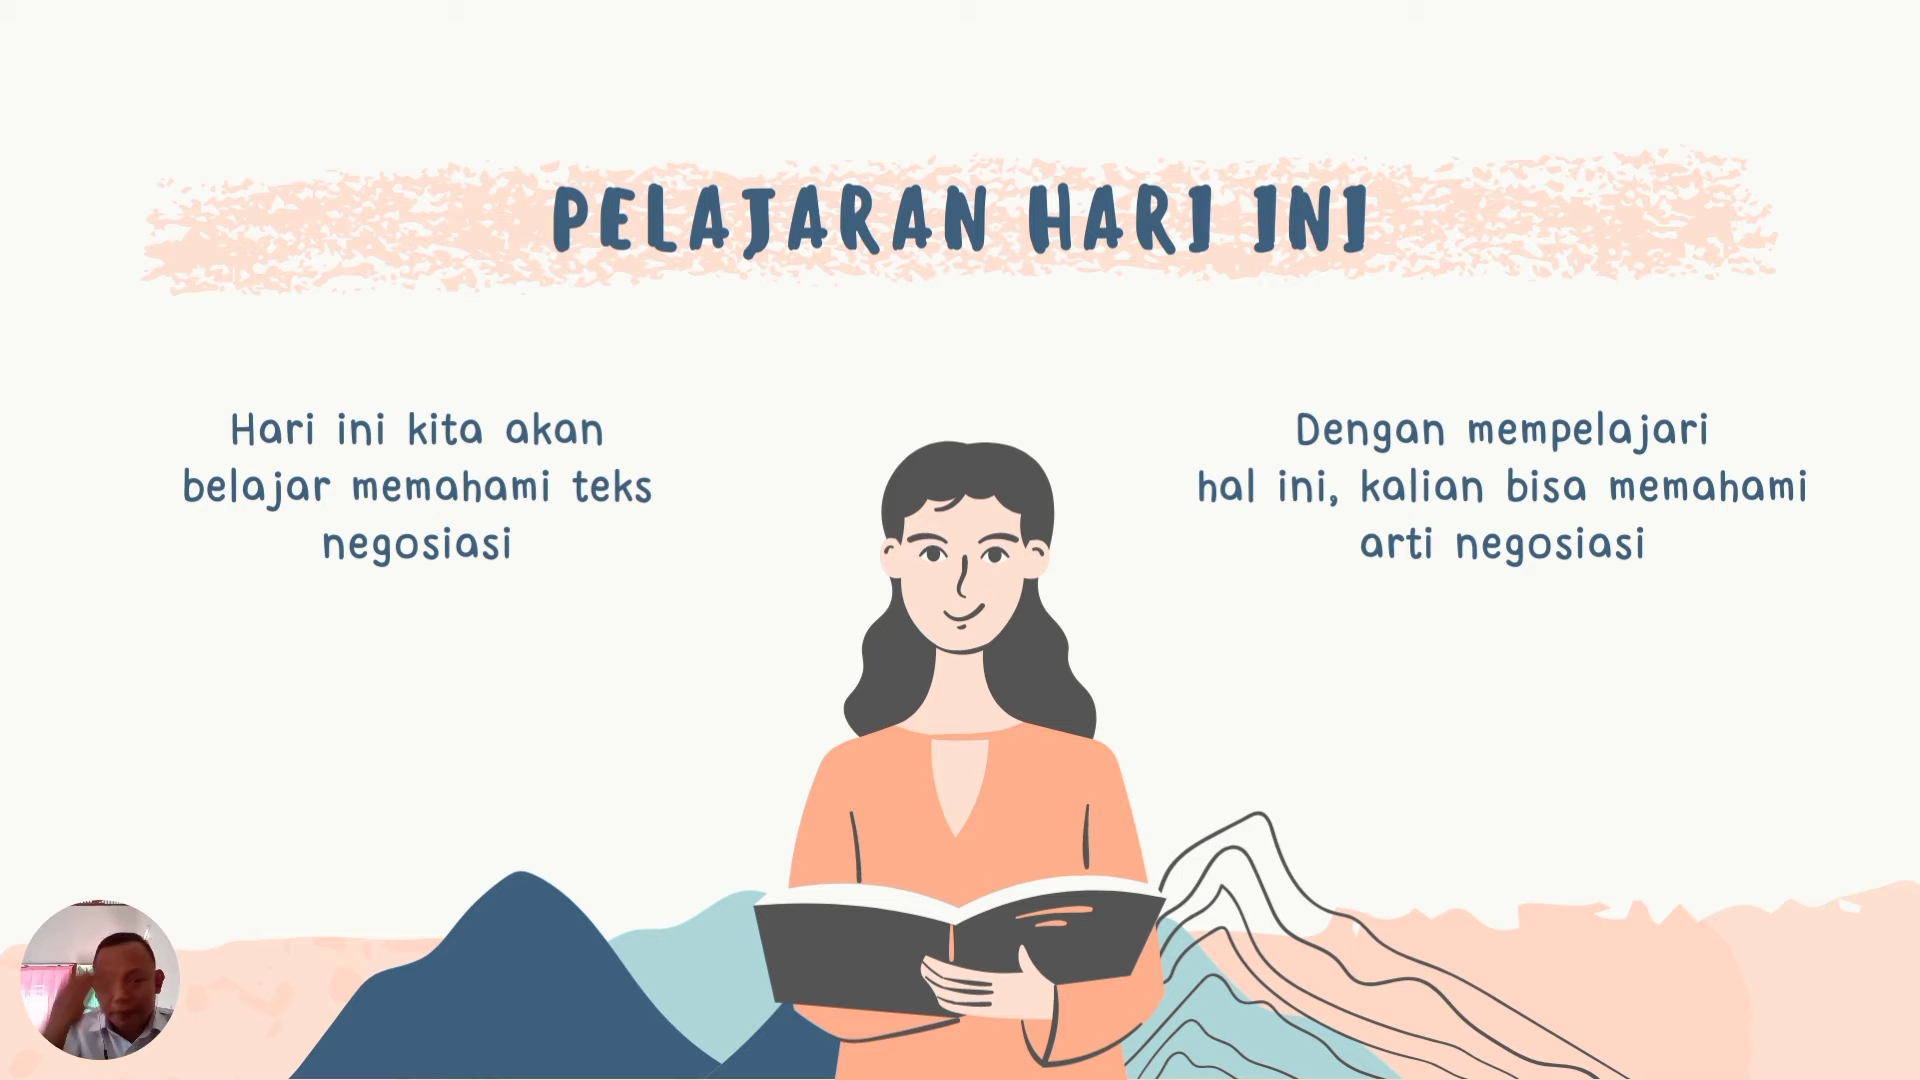 PELAJARAN HARI INI
Hari ini kita akan
belajar memahami teks
negosiasi
Dengan mempelajari
hal ini, kalian bisa memahami
arti negosiasi